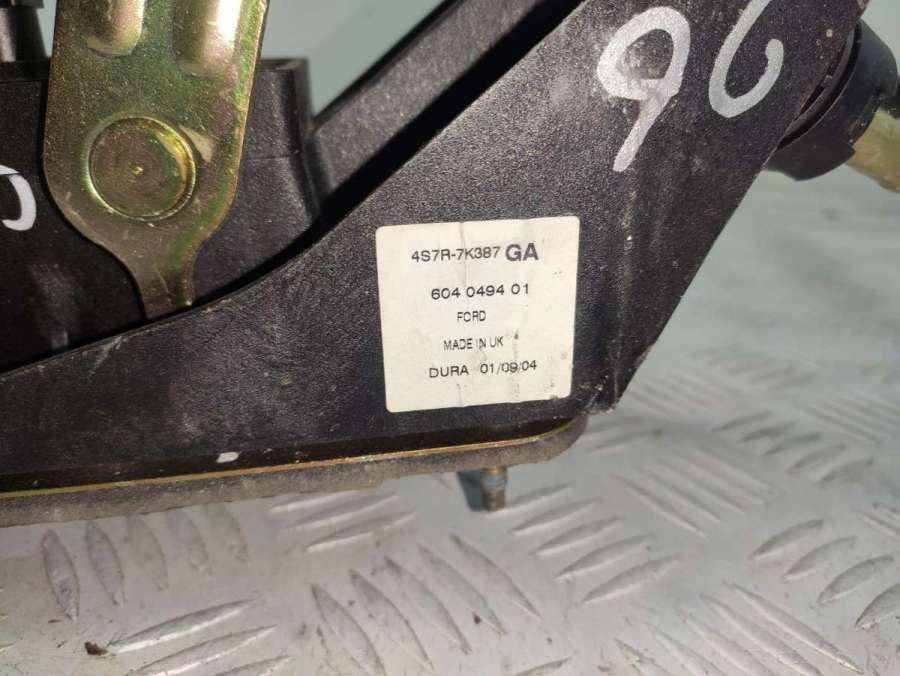 96
4S7R-7K387 GA
604 0494 01
FORD
MADE IN UK
DURA 01/09/04